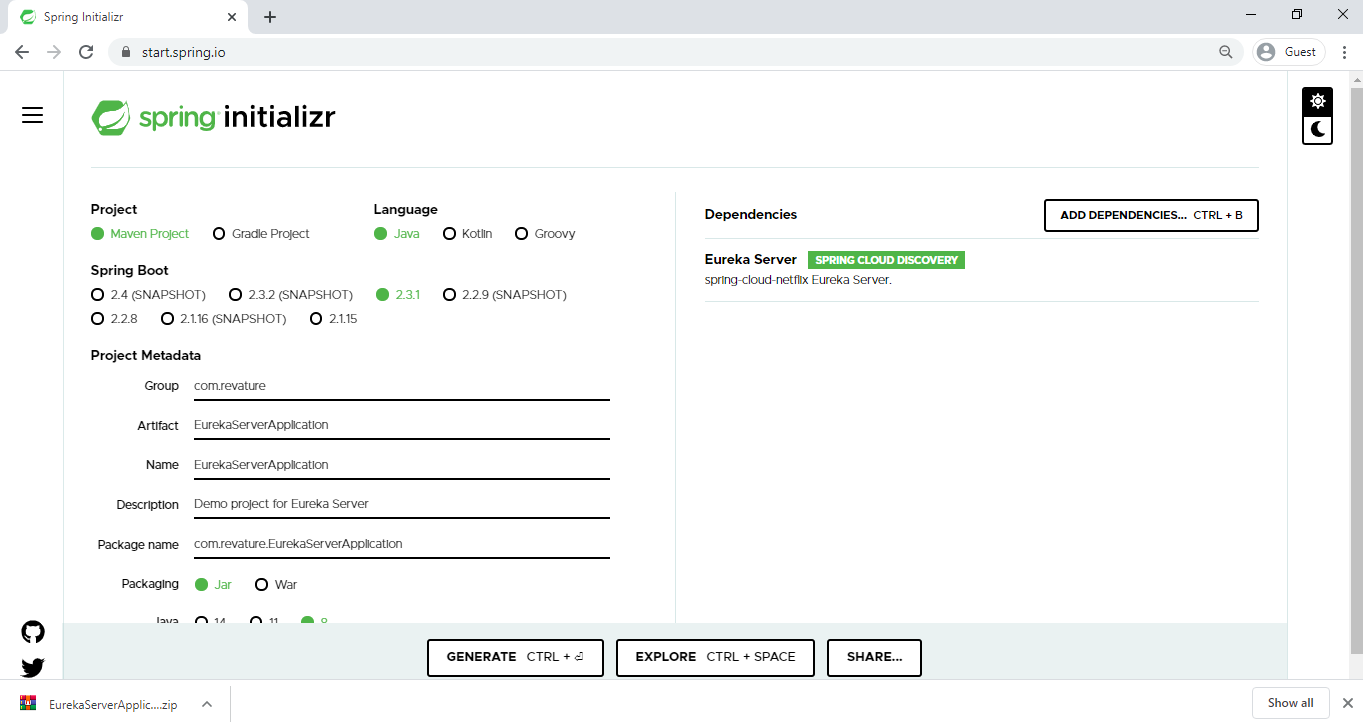 Spring Initializr
start.spring.io
Guest
spring initializr
Project
Maven Project Gradle Project
Language
Java Kotlin Groovy
Spring Boot
2.4 (SNAPSHOT) 2.3.2 (SNAPSHOT) 2.3.1 2.2.9 (SNAPSHOT)
2.2.8 2.1.16 (SNAPSHOT) 2.1.15
Project Metadata
Group com.revature
Artifact EurekaServerApplication
Name EurekaServerApplication
Description Demo project for Eureka Server
Package name com.revature.EurekaServerApplication
Packaging Jar War
Java 14 11 8
Dependencies ADD DEPENDENCIES... CTRL + B
Eureka Server SPRING CLOUD DISCOVERY
spring-cloud-netflix Eureka Server.
GENERATE CTRL + ⏎ EXPLORE CTRL + SPACE SHARE...
EurekaServerApplic....zip Show all